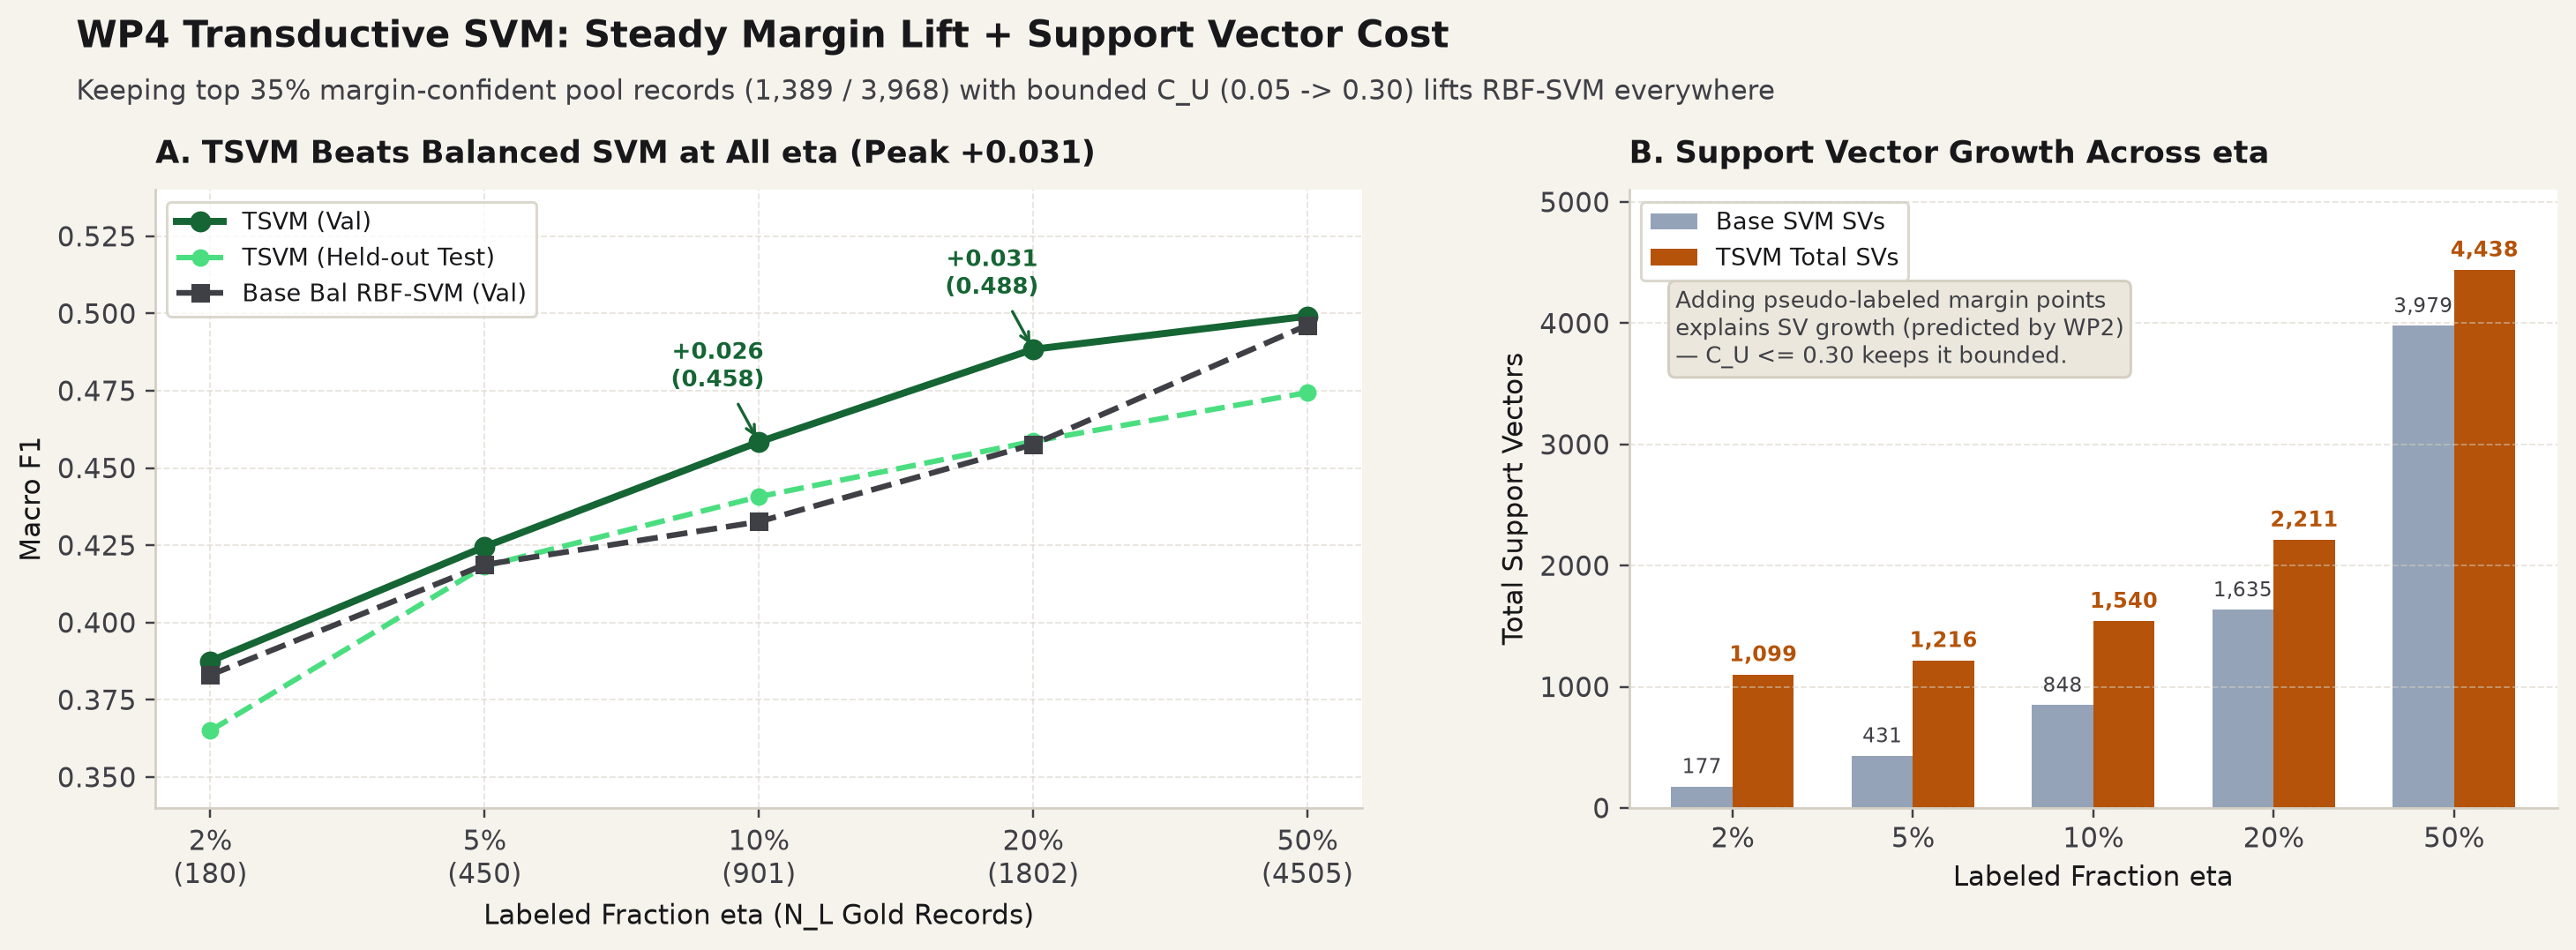 WP4 Transductive SVM: Steady Margin Lift + Support Vector Cost
Keeping top 35% margin-confident pool records (1,389 / 3,968) with bounded C_U (0.05 -> 0.30) lifts RBF-SVM everywhere
A. TSVM Beats Balanced SVM at All eta (Peak +0.031)
TSVM (Val)
TSVM (Held-out Test)
Base Bal RBF-SVM (Val)
+0.026
(0.458)
+0.031
(0.488)
Macro F1
0.525
0.500
0.475
0.450
0.425
0.400
0.375
0.350
2%
(180)
5%
(450)
10%
(901)
20%
(1802)
50%
(4505)
Labeled Fraction eta (N_L Gold Records)
B. Support Vector Growth Across eta
Base SVM SVs
TSVM Total SVs
Adding pseudo-labeled margin points
explains SV growth (predicted by WP2)
— C_U <= 0.30 keeps it bounded.
Total Support Vectors
5000
4000
3000
2000
1000
0
177
1,099
431
1,216
848
1,540
1,635
2,211
3,979
4,438
2%
5%
10%
20%
50%
Labeled Fraction eta